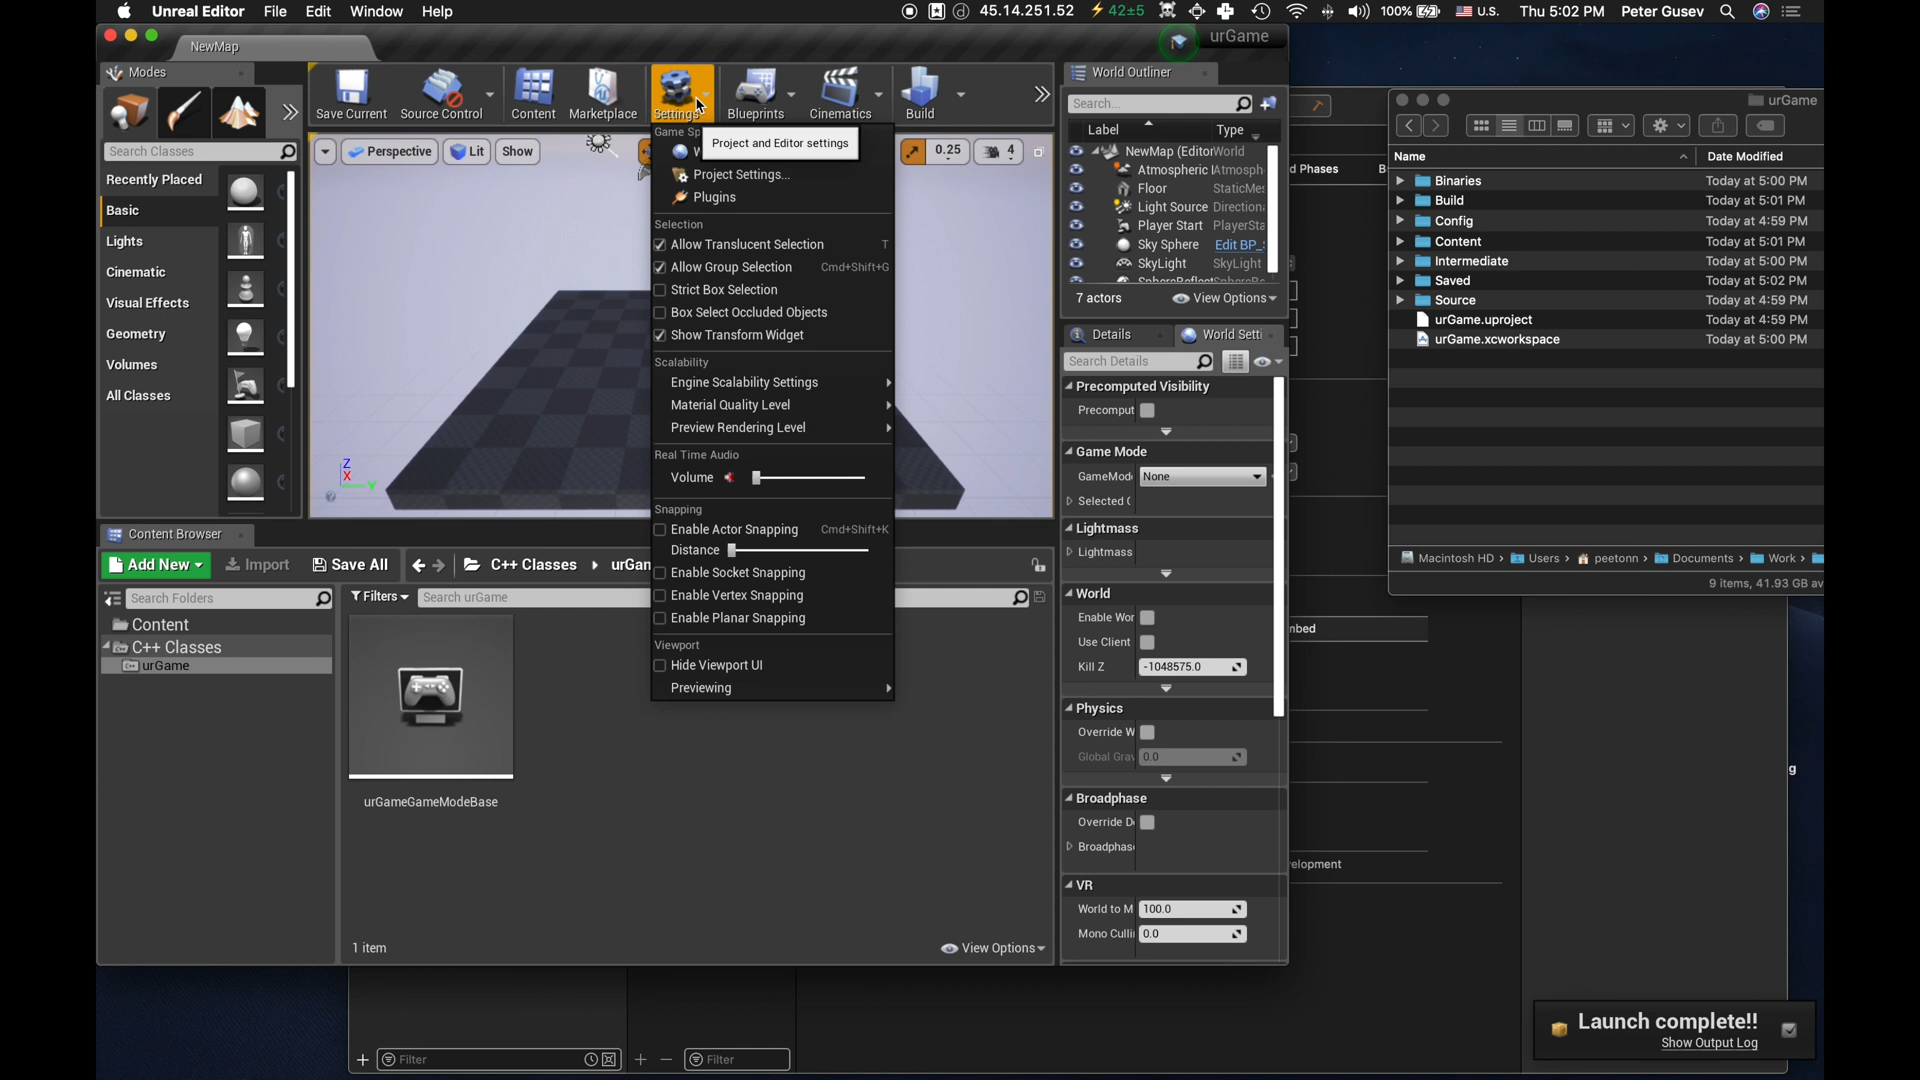 Unreal Editor File Edit Window Help
45.14.251.52 42±5 100% U.S. Thu 5:02 PM Peter Gusev
NewMap
urGame
Modes
Search Classes
Recently Placed
Basic
Lights
Cinematic
Visual Effects
Geometry
Volumes
All Classes
Save Current
Source Control
Content
Marketplace
Settings
Blueprints
Cinematics
Build
Perspective
Lit
Show
0.25
4
Project and Editor settings
Game Sp
Project Settings...
Plugins
Selection
Allow Translucent Selection T
Allow Group Selection Cmd+Shift+G
Strict Box Selection
Box Select Occluded Objects
Show Transform Widget
Scalability
Engine Scalability Settings
Material Quality Level
Preview Rendering Level
Real Time Audio
Volume
Snapping
Enable Actor Snapping Cmd+Shift+K
Distance
Enable Socket Snapping
Enable Vertex Snapping
Enable Planar Snapping
Viewport
Hide Viewport UI
Previewing
Z
X
Y
Content Browser
Add New
Import
Save All
C++ Classes
urGam
Search Folders
Content
C++ Classes
urGame
Filters
Search urGame
urGameGameModeBase
1 item
View Options
World Outliner
Search...
Label Type
NewMap (Editor World
Atmospheric Atmosph
Floor StaticMe
Light Source Direction
Player Start PlayerSta
Sky Sphere Edit BP_
SkyLight SkyLight
7 actors
View Options
Details
World Setti
Search Details
Precomputed Visibility
Precomput
Game Mode
GameMod None
Selected
Lightmass
Lightmass
World
Enable Wor
Use Client
Kill Z -1048575.0
Physics
Override W
Global Grav 0.0
Broadphase
Override D
Broadphase
VR
World to M 100.0
Mono Culli 0.0
d Phases
B
mbed
elopment
g
urGame
Name Date Modified
Binaries Today at 5:00 PM
Build Today at 5:01 PM
Config Today at 4:59 PM
Content Today at 5:01 PM
Intermediate Today at 5:00 PM
Saved Today at 5:02 PM
Source Today at 4:59 PM
urGame.uproject Today at 4:59 PM
urGame.xcworkspace Today at 5:00 PM
Macintosh HD › Users › peetonn › Documents › Work ›
9 items, 41.93 GB av
Filter
Filter
Launch complete!!
Show Output Log